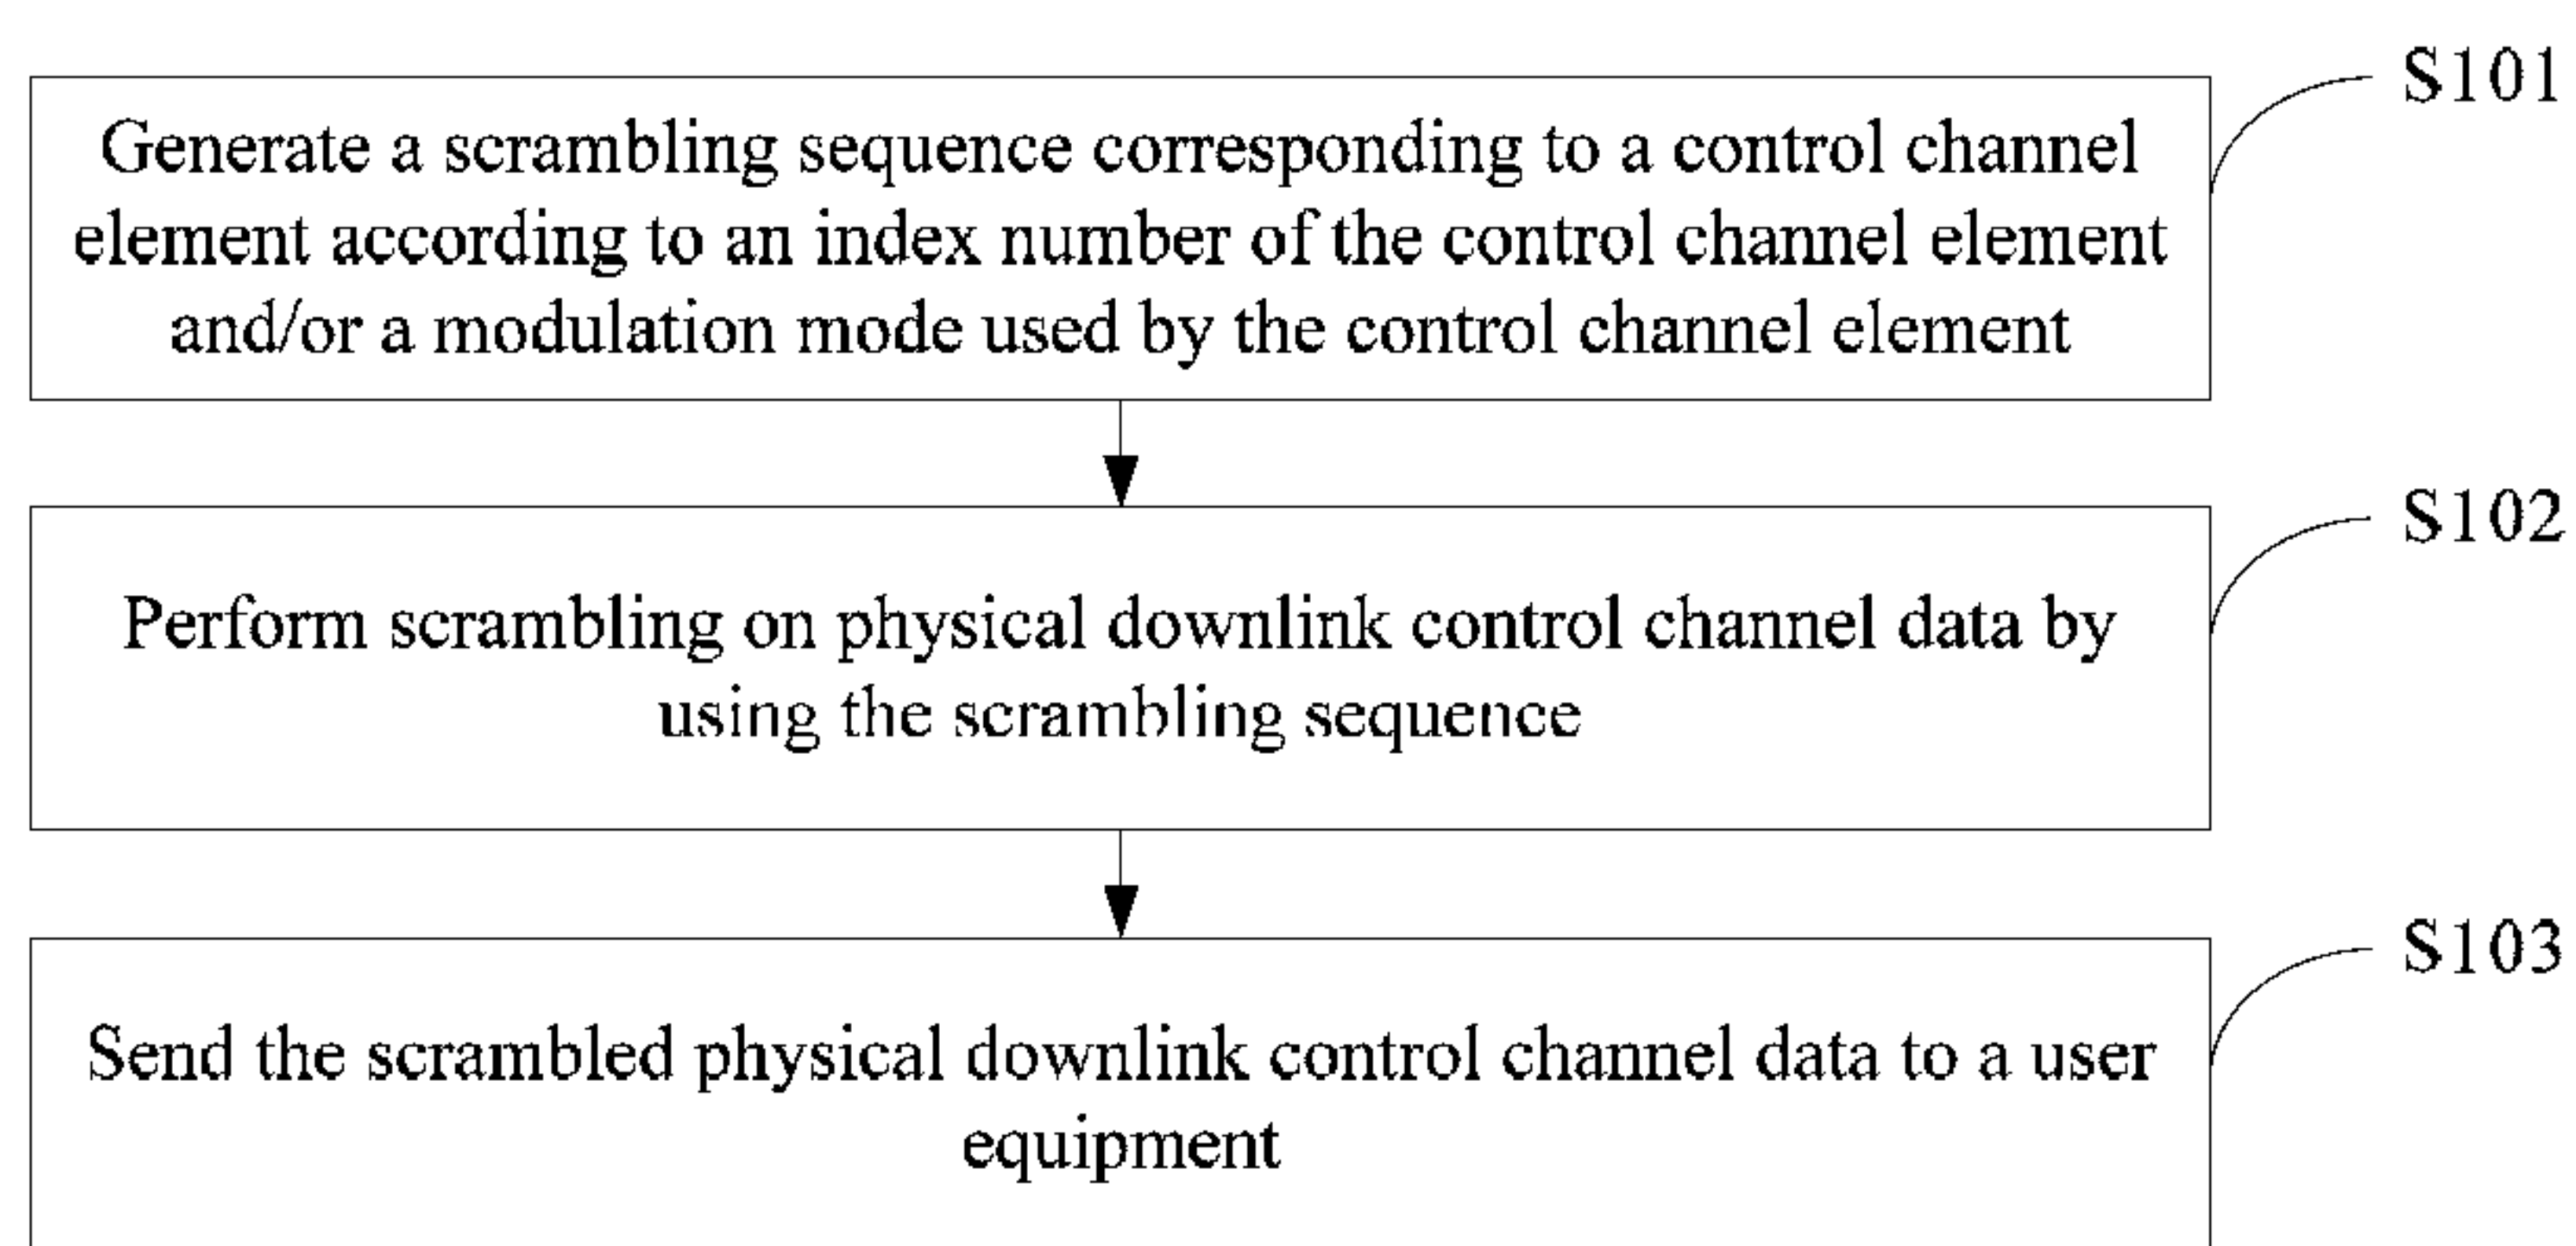 S101
Generate a scrambling sequence corresponding to a control channel
element according to an index number of the control channel element
and/or a modulation mode used by the control channel element
S102
Perform scrambling on physical downlink control channel data by
using the scrambling sequence
S103
Send the scrambled physical downlink control channel data to a user
equipment